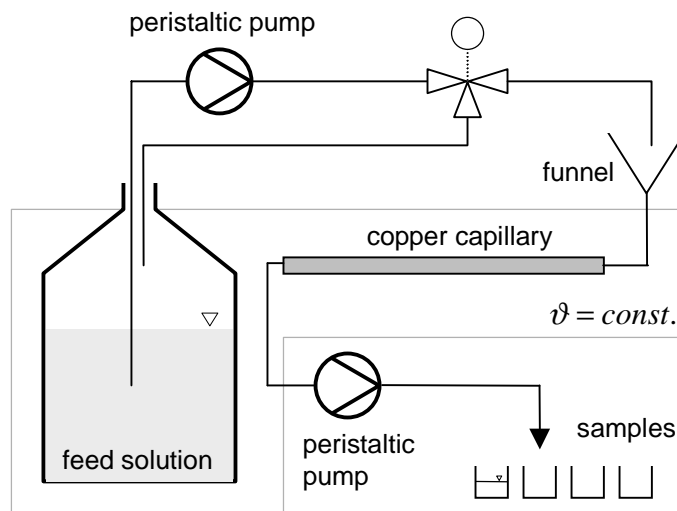 peristaltic pump
funnel
copper capillary
ϑ = const.
feed solution
peristaltic
pump
samples